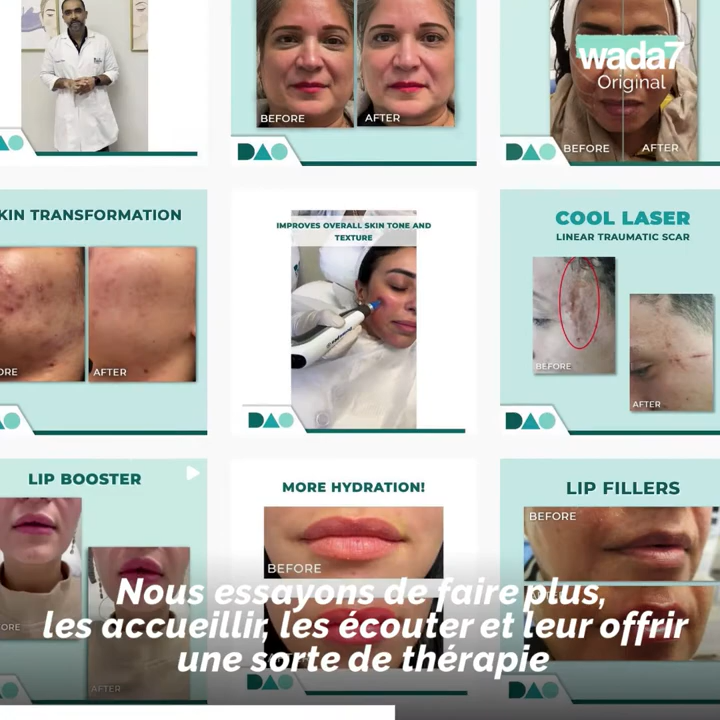 wada7
Original
BEFORE
AFTER
BEFORE
AFTER
DAO
DAO
KIN TRANSFORMATION
IMPROVES OVERALL SKIN TONE AND
TEXTURE
COOL LASER
LINEAR TRAUMATIC SCAR
ORE
AFTER
BEFORE
AFTER
DAO
DAO
LIP BOOSTER
MORE HYDRATION!
LIP FILLERS
BEFORE
BEFORE
Nous essayons de faire plus,
les accueillir, les écouter et leur offrir
une sorte de thérapie
ORE
AFTER
DAO
DAO